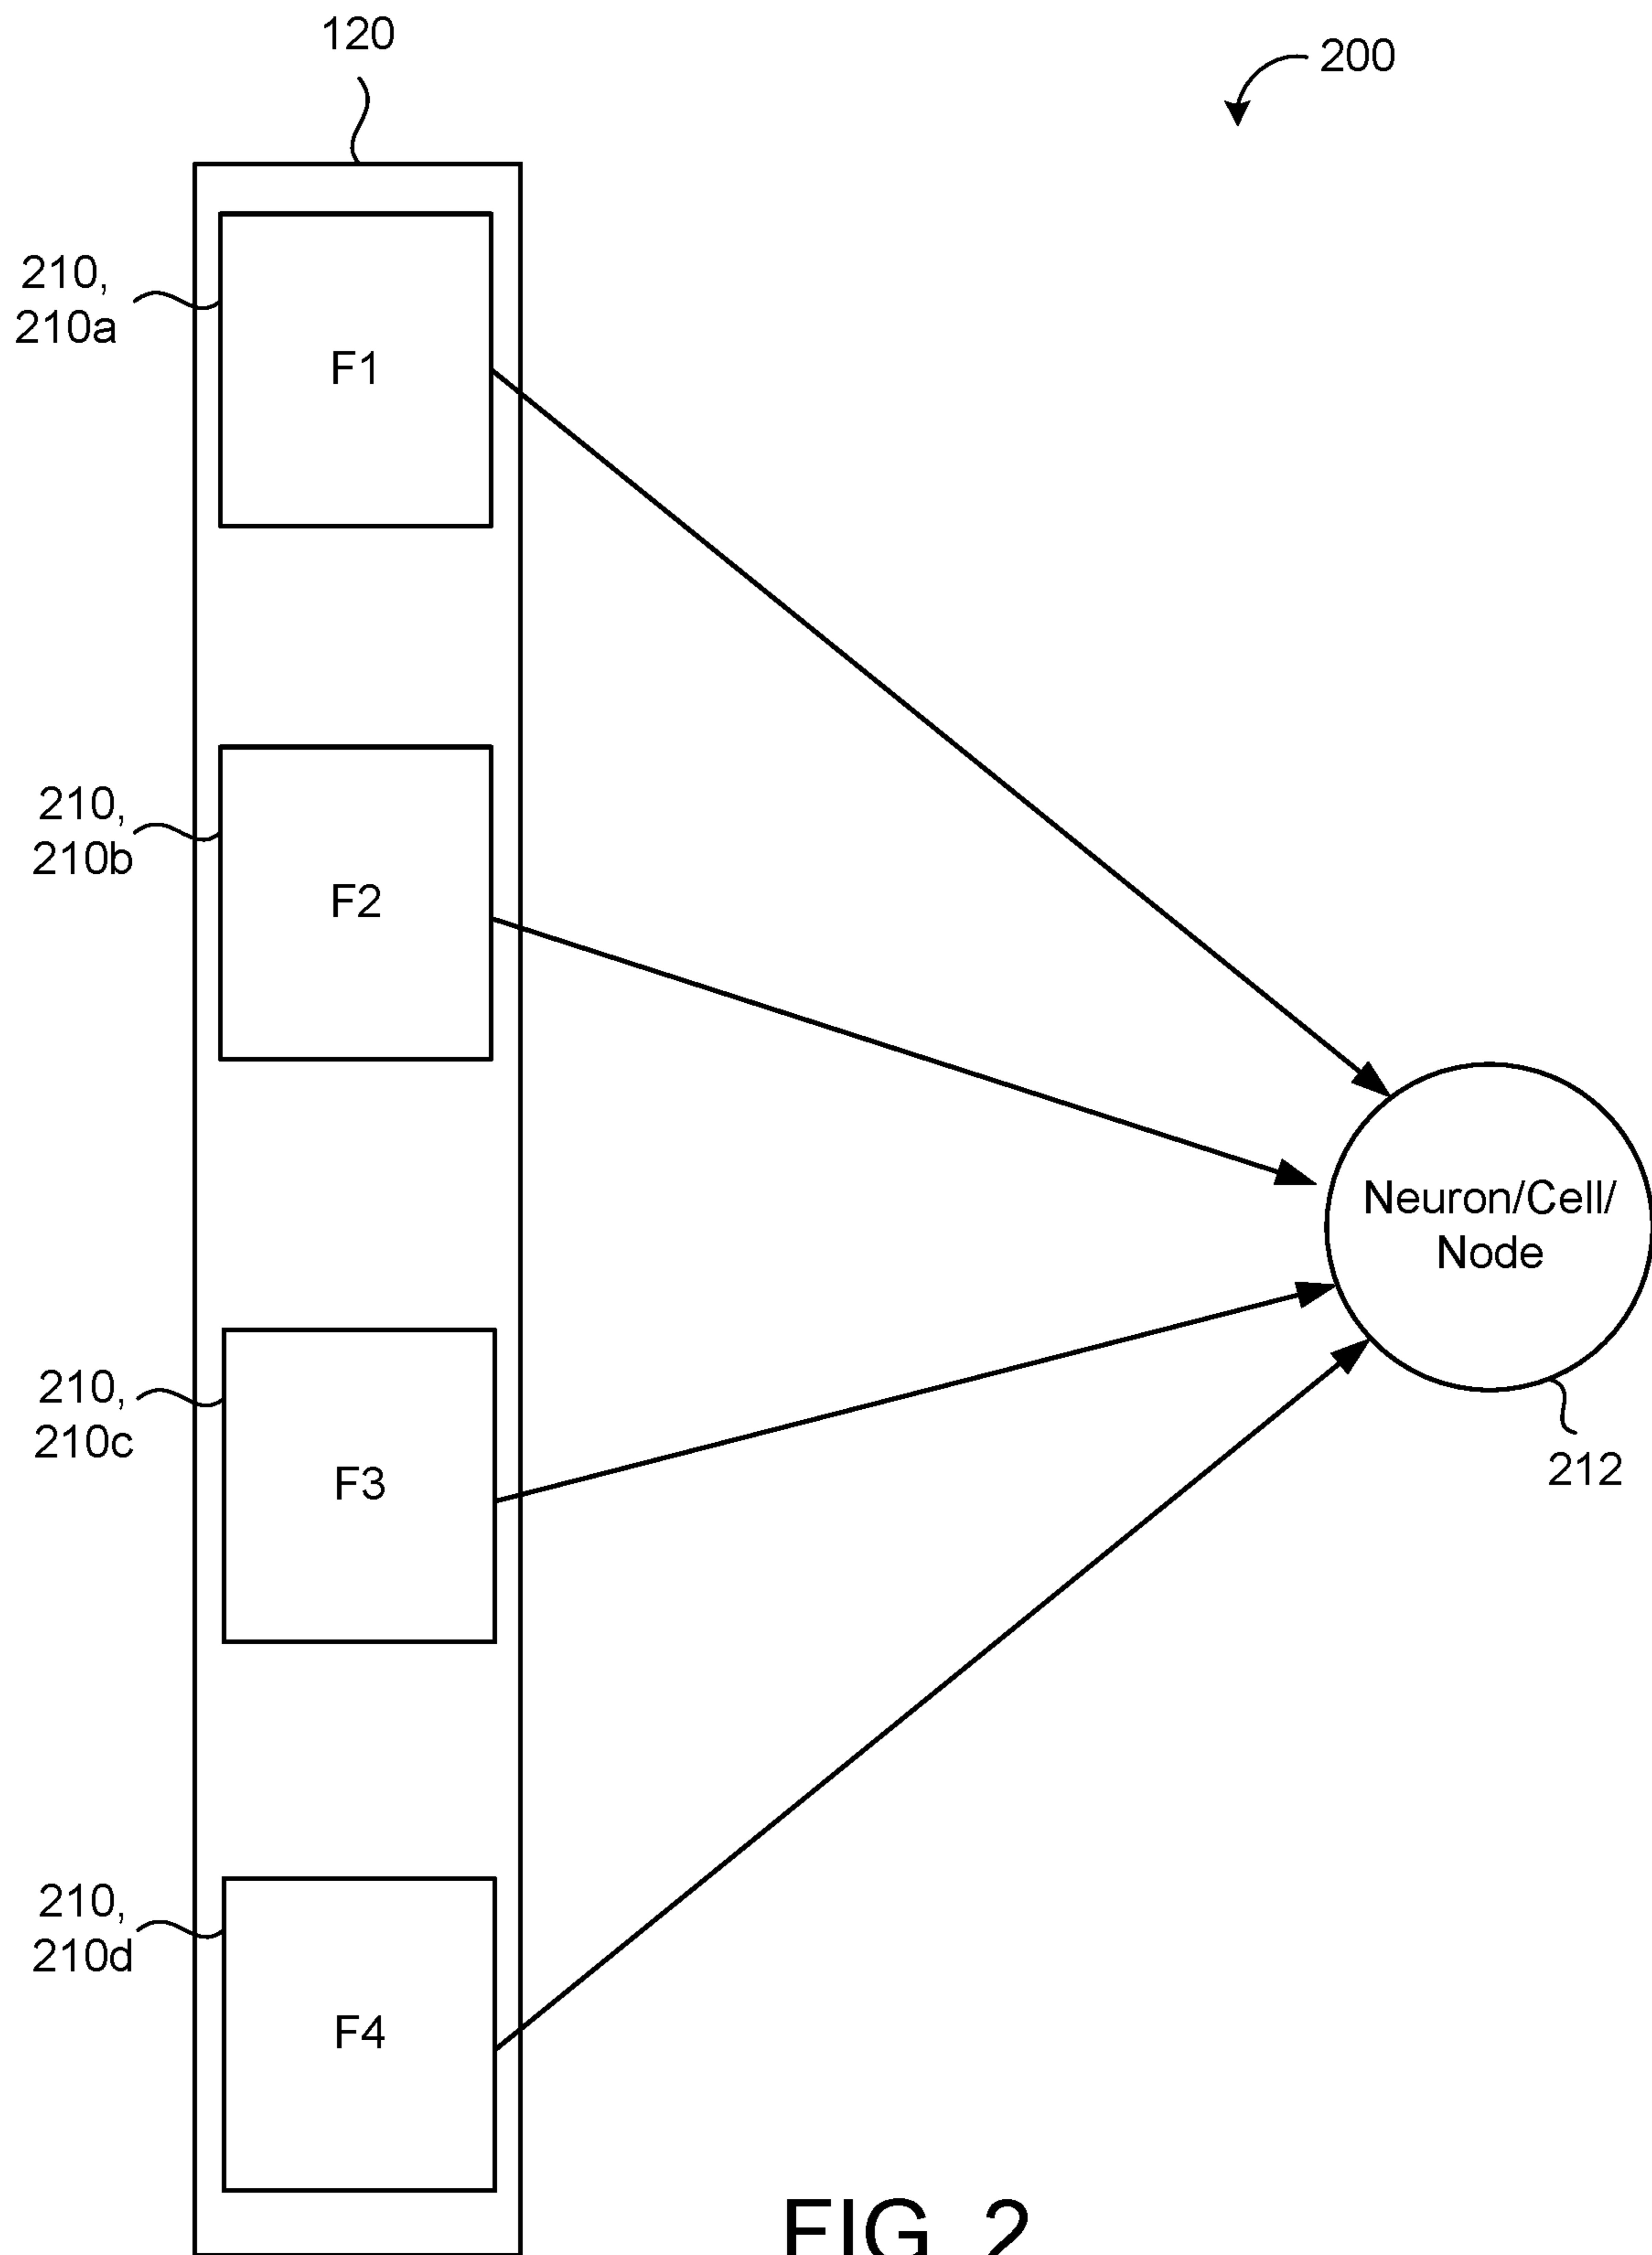 120
200
210,
210a
F1
210,
210b
F2
Neuron/Cell/
Node
210,
210c
F3
212
210,
210d
F4
FIG. 2